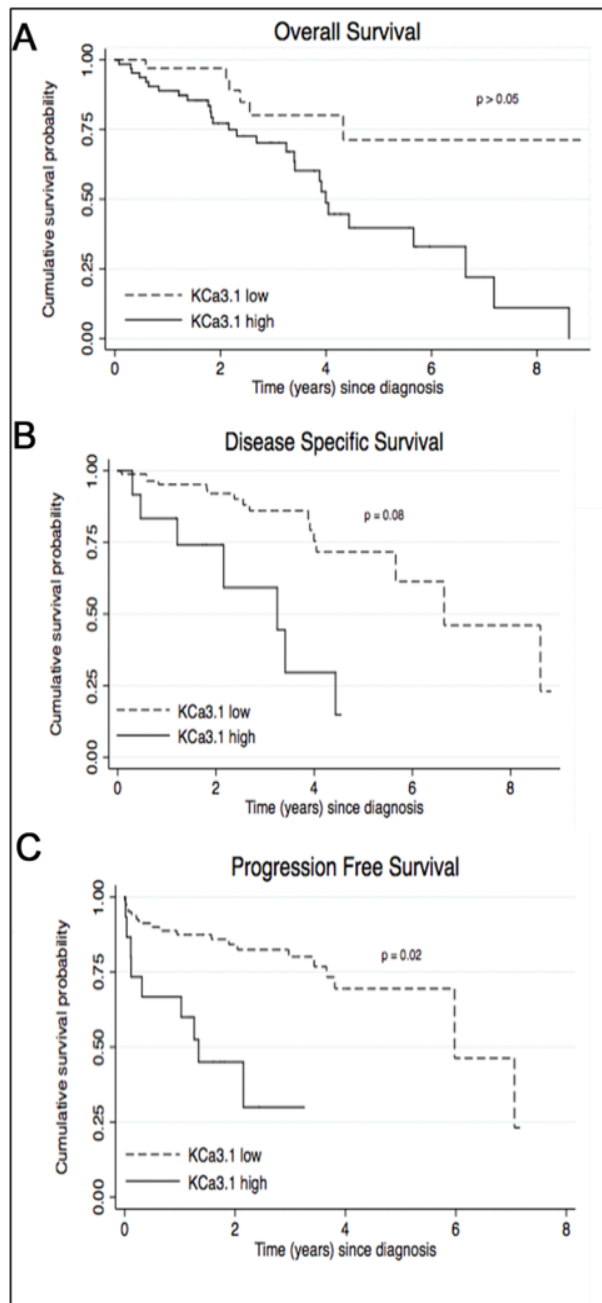 A
Overall Survival
Cumulative survival probability
1.00
0.75
0.50
0.25
0.00
p > 0.05
KCa3.1 low
KCa3.1 high
0 2 4 6 8
Time (years) since diagnosis
B
Disease Specific Survival
Cumulative survival probability
1.00
0.75
0.50
0.25
0.00
p = 0.08
KCa3.1 low
KCa3.1 high
0 2 4 6 8
Time (years) since diagnosis
C
Progression Free Survival
Cumulative survival probability
1.00
0.75
0.50
0.25
0.00
p = 0.02
KCa3.1 low
KCa3.1 high
0 2 4 6 8
Time (years) since diagnosis